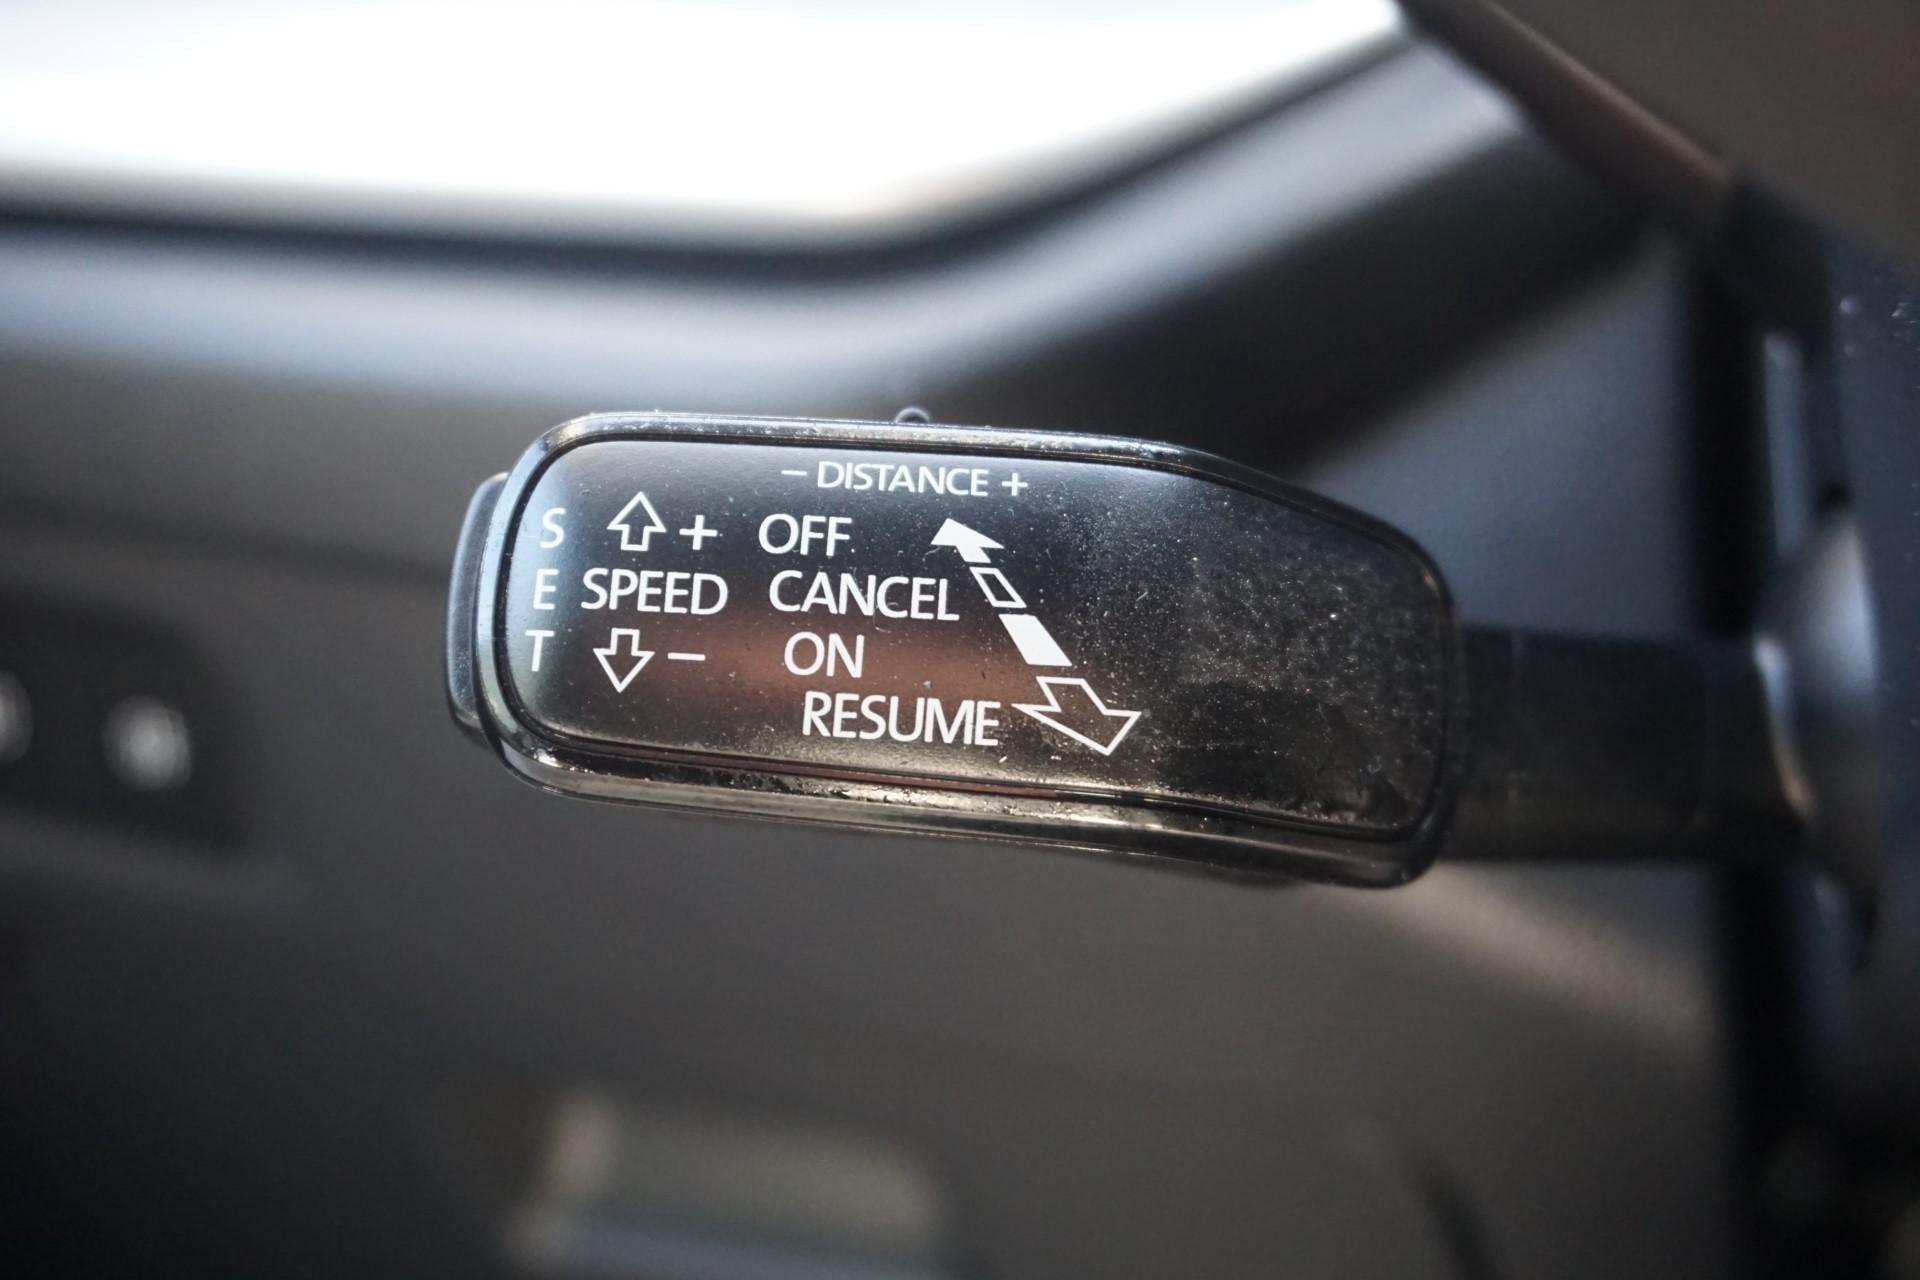 – DISTANCE +
S + OFF
E SPEED CANCEL
T – ON
RESUME